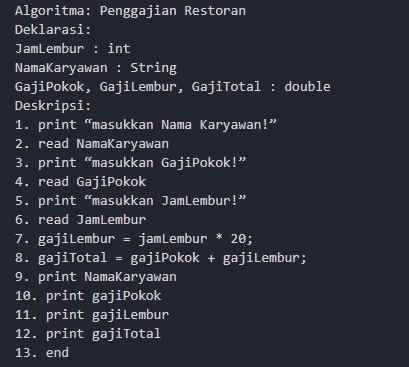 Algoritma: Penggajian Restoran
Deklarasi:
JamLembur : int
NamaKaryawan : String
GajiPokok, GajiLembur, GajiTotal : double
Deskripsi:
1. print “masukkan Nama Karyawan!”
2. read NamaKaryawan
3. print “masukkan GajiPokok!”
4. read GajiPokok
5. print “masukkan JamLembur!”
6. read JamLembur
7. gajiLembur = jamLembur * 20;
8. gajiTotal = gajiPokok + gajiLembur;
9. print NamaKaryawan
10. print gajiPokok
11. print gajiLembur
12. print gajiTotal
13. end